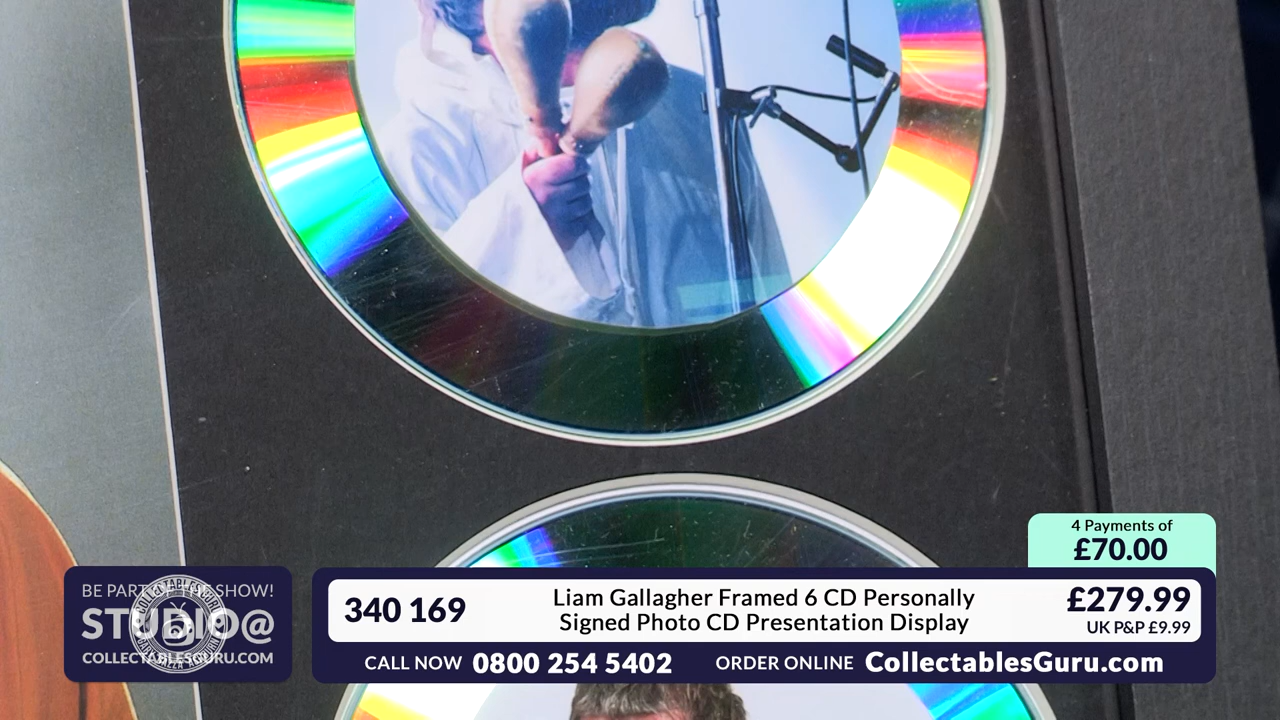 4 Payments of
£70.00
BE PART OF THE SHOW!
STUDIO@
COLLECTABLESGURU.COM
340 169
Liam Gallagher Framed 6 CD Personally
Signed Photo CD Presentation Display
£279.99
UK P&P £9.99
CALL NOW 0800 254 5402
ORDER ONLINE CollectablesGuru.com